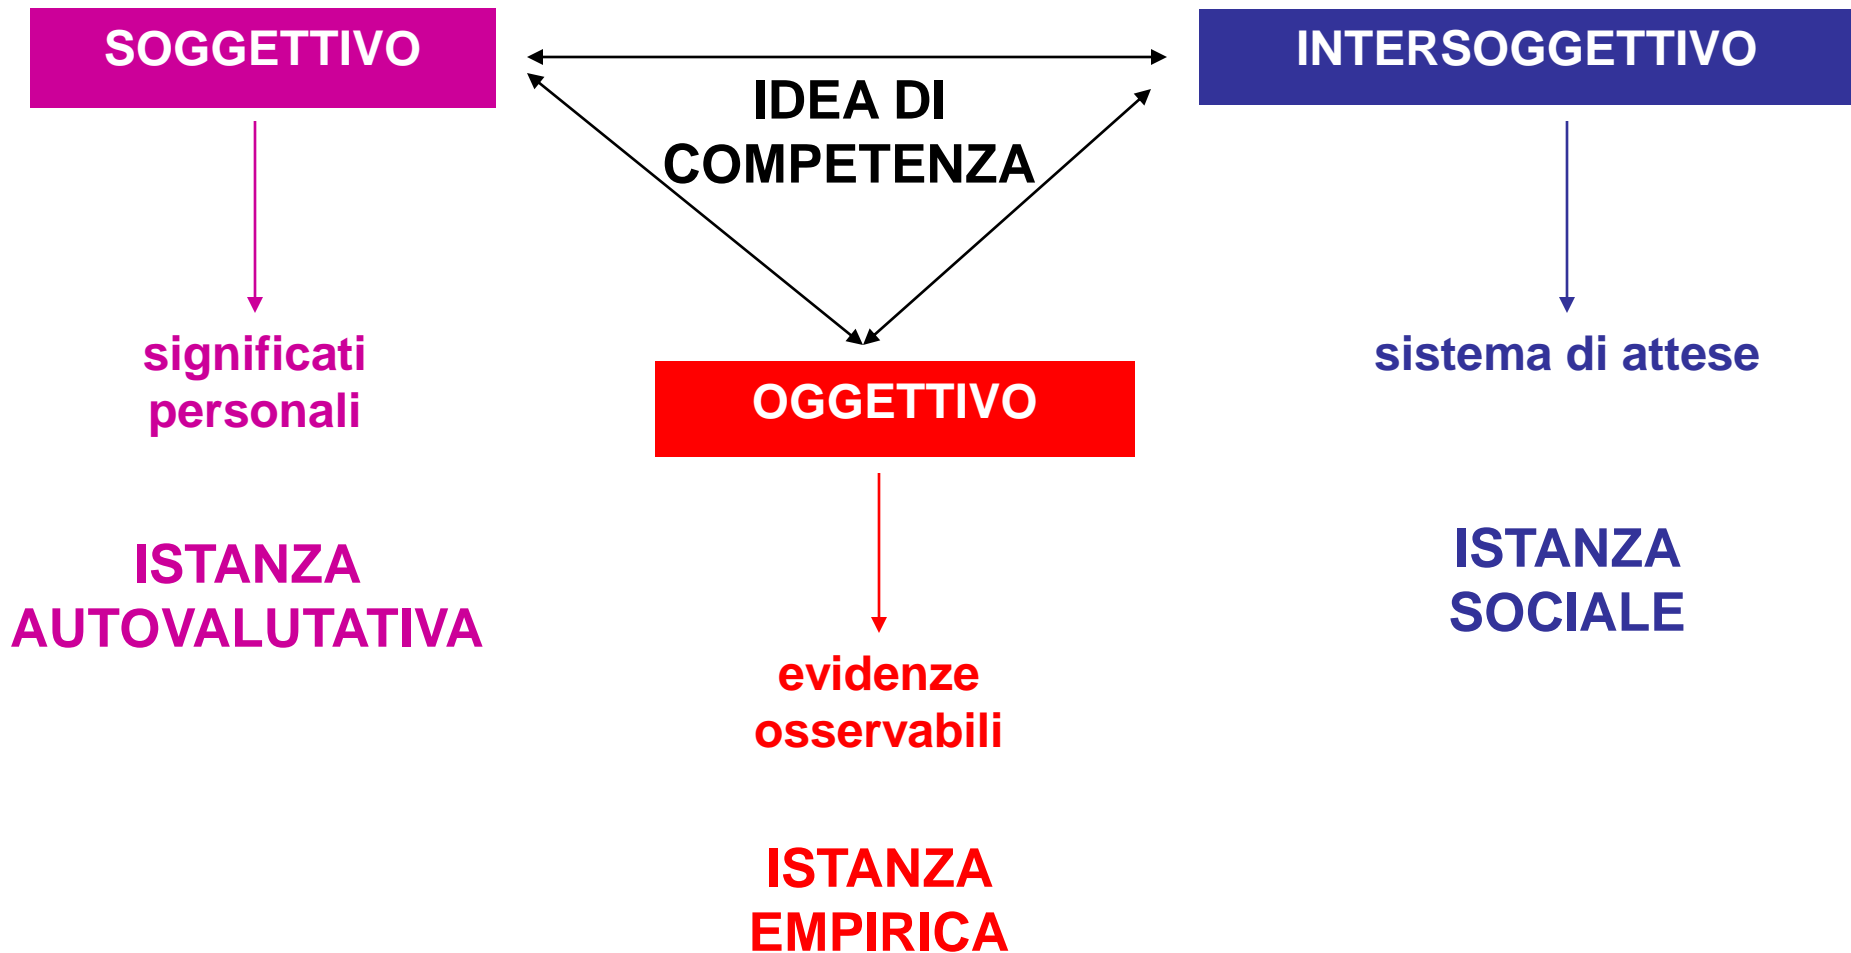 SOGGETTIVO
INTERSOGGETTIVO
IDEA DI
COMPETENZA
significati
personali
sistema di attese
OGGETTIVO
ISTANZA
AUTOVALUTATIVA
ISTANZA
SOCIALE
evidenze
osservabili
ISTANZA
EMPIRICA